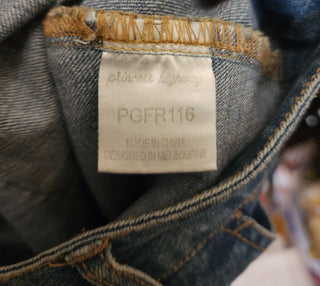 princess highway
PGFR116
MADE IN CHINA
DESIGNED IN MELBOURNE